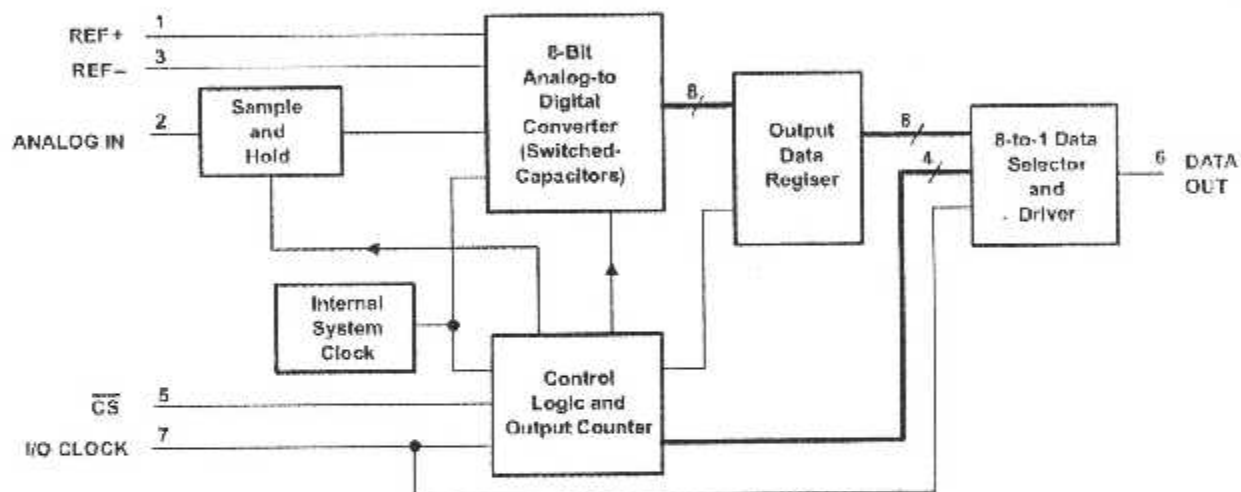 REF+
1
REF–
3
ANALOG IN
2
Sample
and
Hold
8-Bit
Analog-to
Digital
Converter
(Switched-
Capacitors)
8
Output
Data
Regiser
8
4
8-to-1 Data
Selector
and
Driver
6
DATA
OUT
Internal
System
Clock
C̅S̅
5
I/O CLOCK
7
Control
Logic and
Output Counter